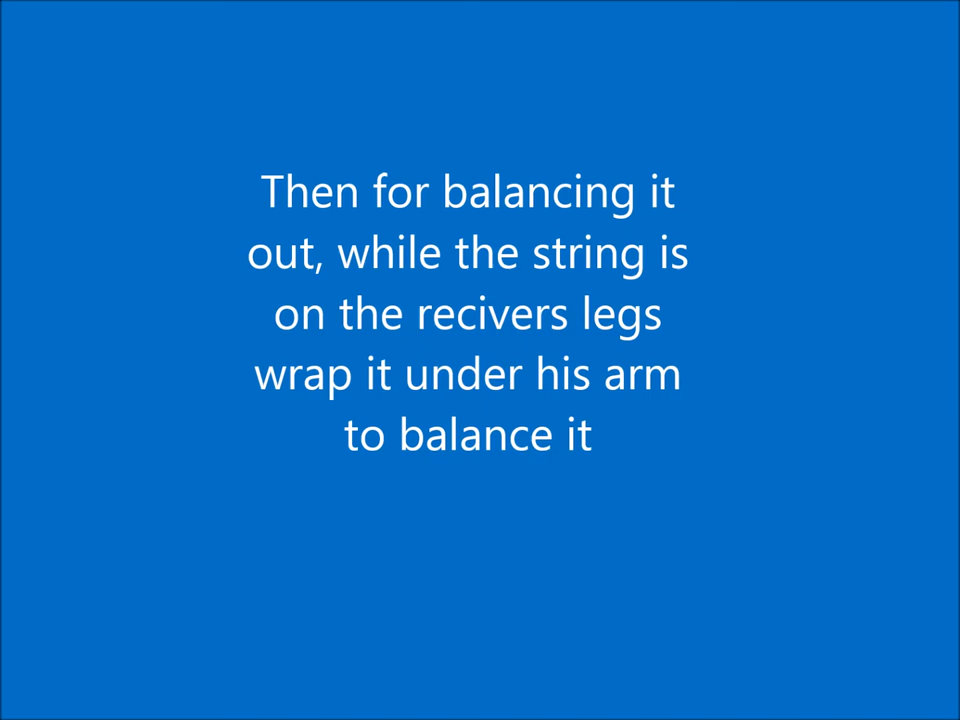 Then for balancing it
out, while the string is
on the recivers legs
wrap it under his arm
to balance it